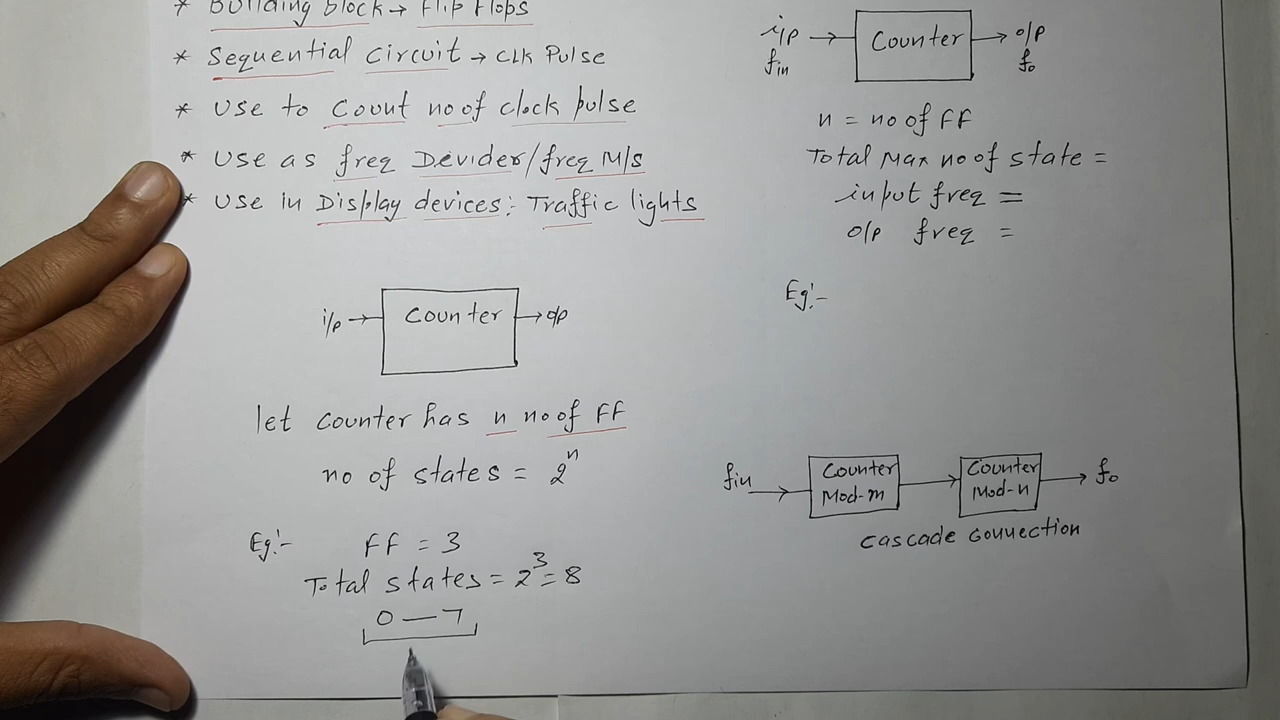 * Building block → Flip Flops
* Sequential Circuit → CLK Pulse
* Use to Count no of clock pulse
* Use as freq Devider/freq M/s
* Use in Display devices: Traffic lights
i/p → Counter → o/p
let counter has n no of FF
no of states = 2^n
Eg:- FF = 3
Total states = 2^3 = 8
0 — 7
i/p → Counter → o/p
fin fo
n = no of FF
Total Max no of state =
input freq =
o/p freq =
Eg:-
fin → Counter Mod-m → Counter Mod-n → fo
cascade connection